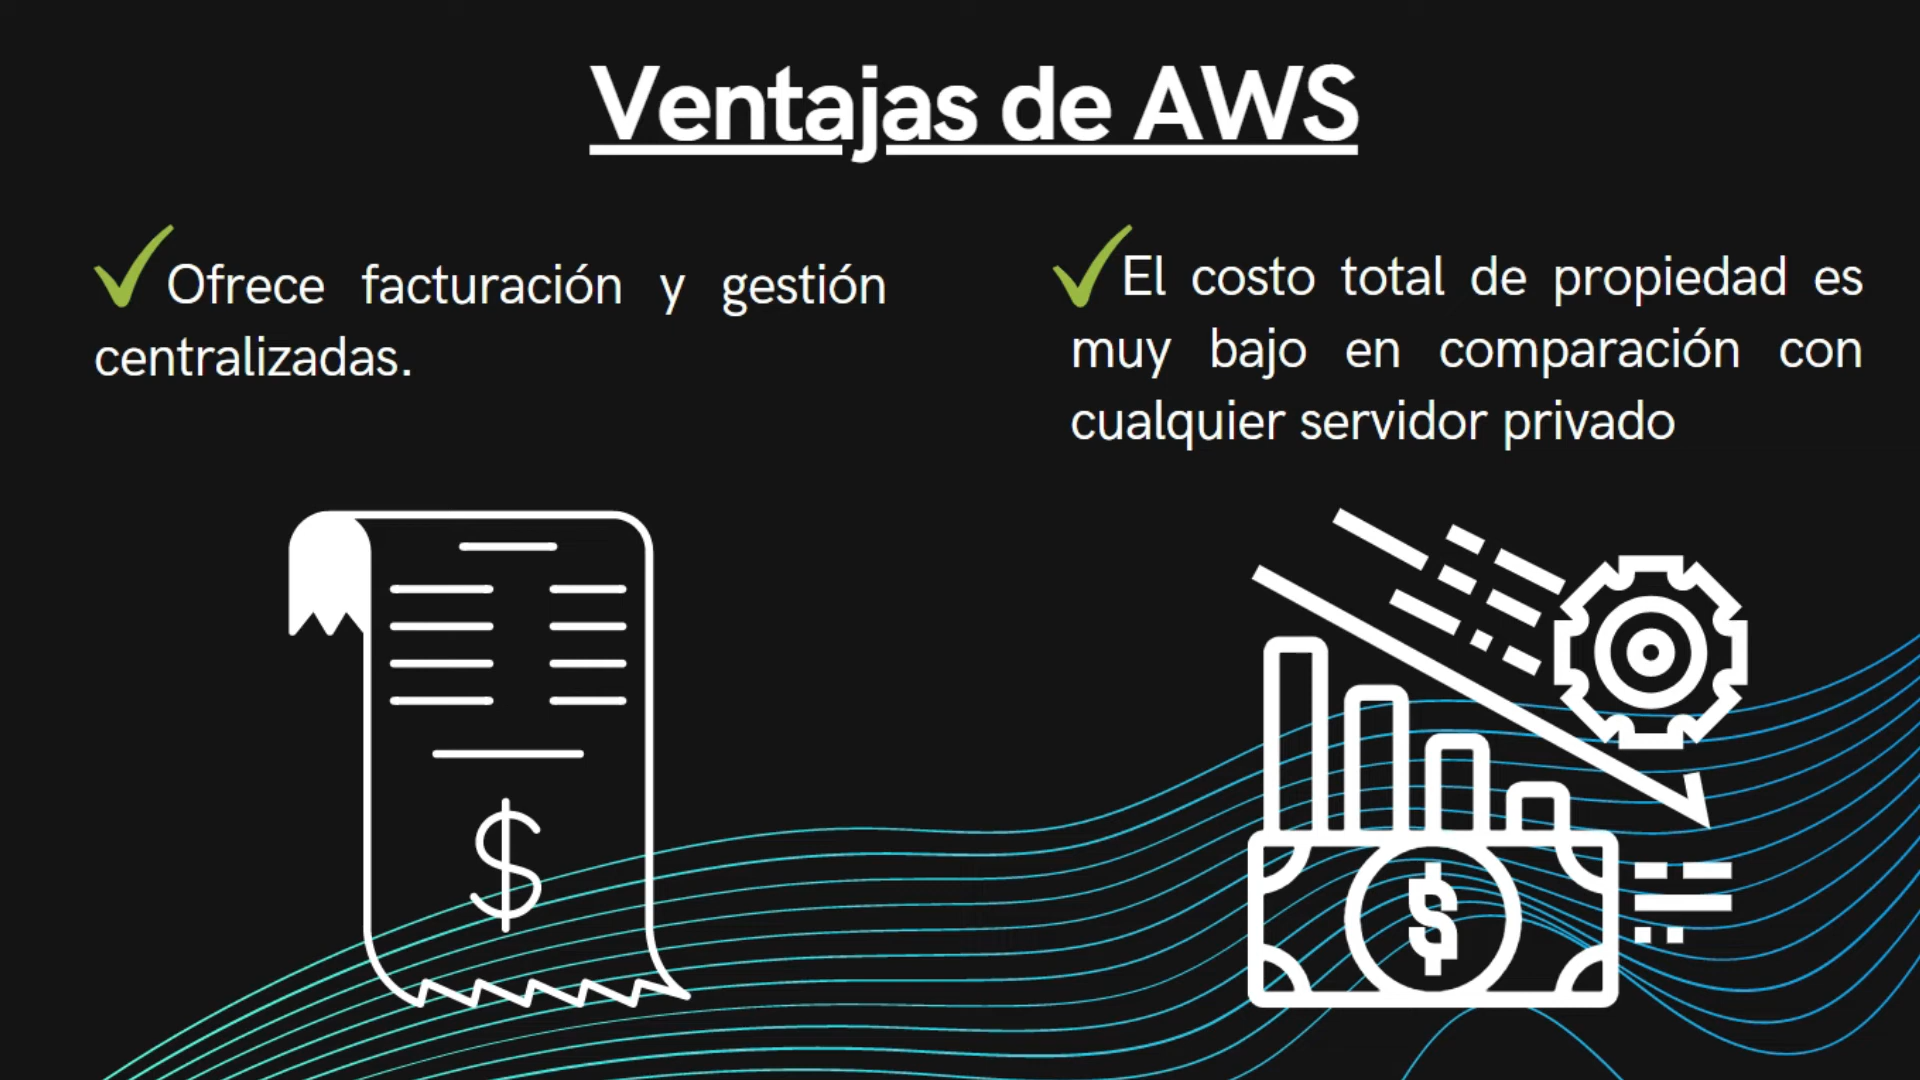 Ventajas de AWS
Ofrece facturación y gestión
centralizadas.
El costo total de propiedad es
muy bajo en comparación con
cualquier servidor privado
$
$